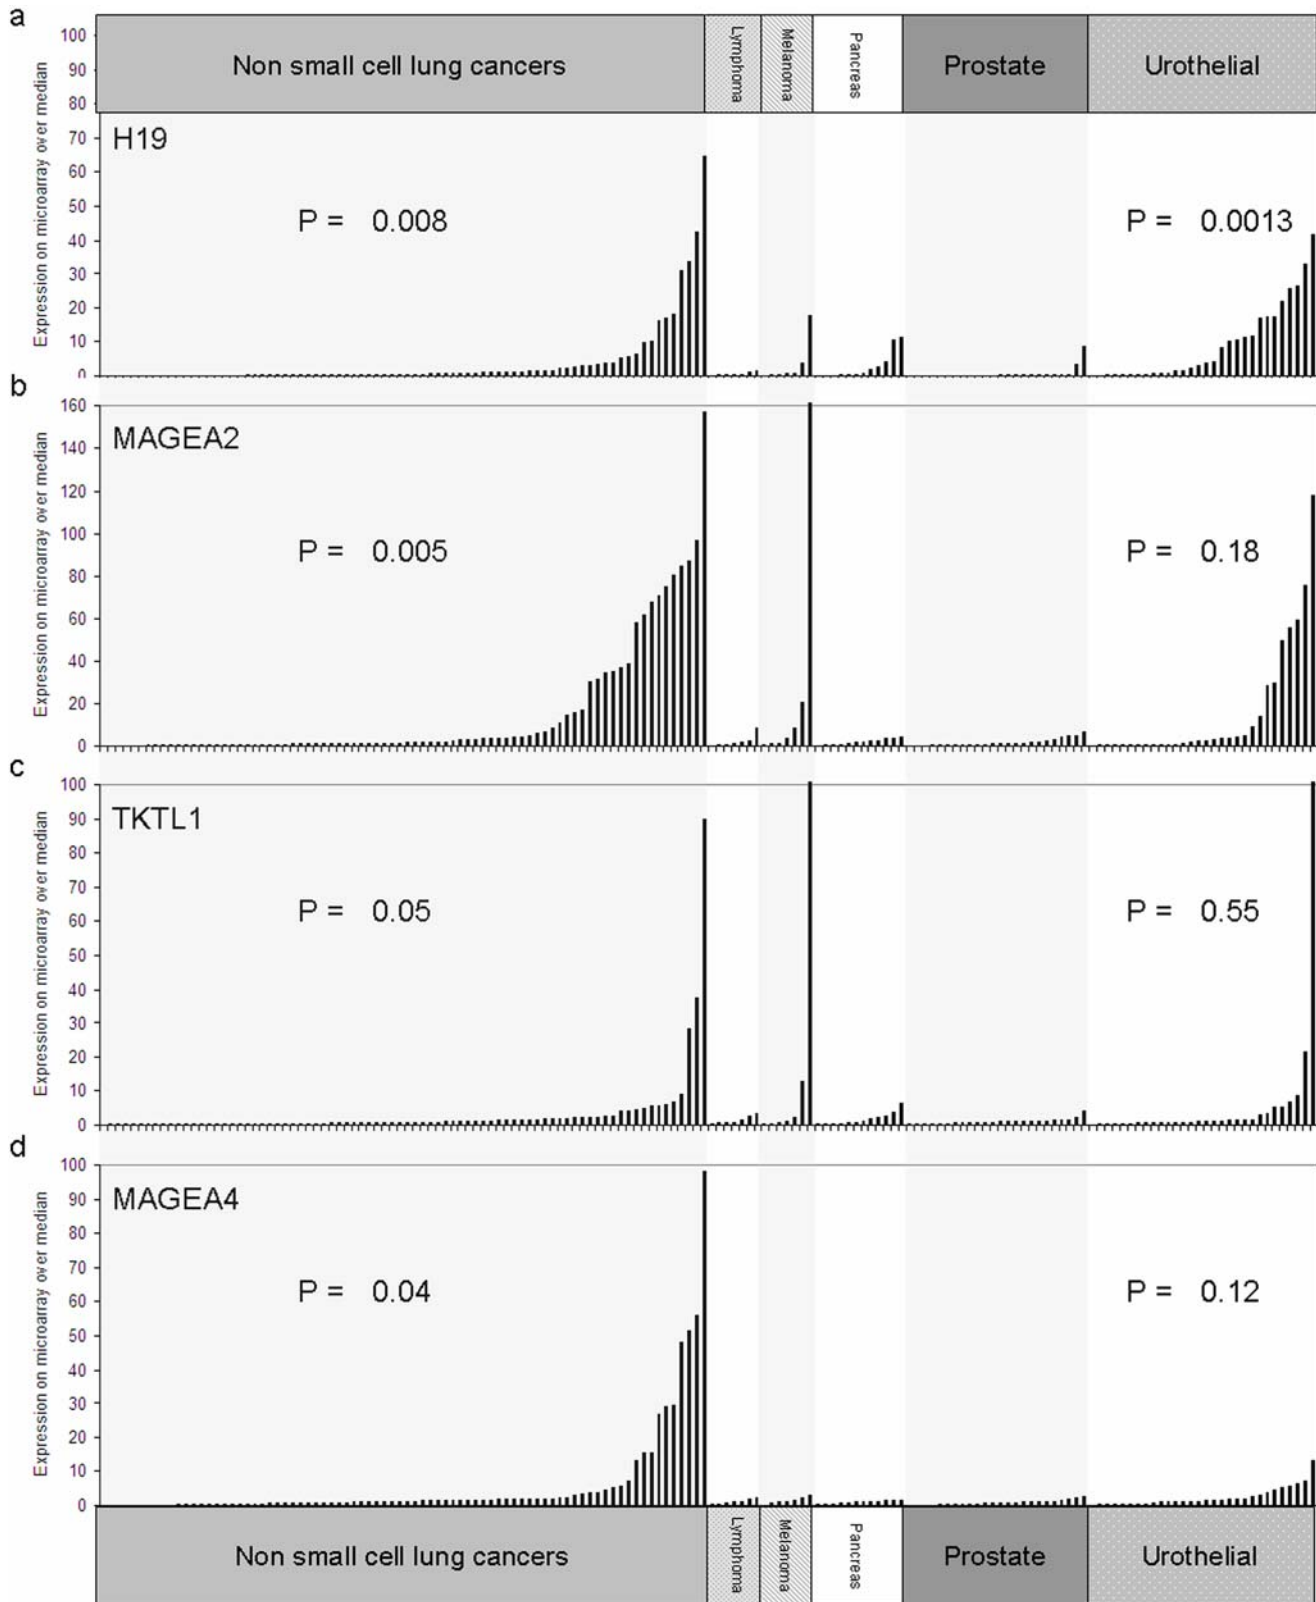 a
Non small cell lung cancers
Lymphoma
Melanoma
Pancreas
Prostate
Urothelial
Expression on microarray over median
100
90
80
70
60
50
40
30
20
10
0
H19
P = 0.008
P = 0.0013
b
Expression on microarray over median
160
140
120
100
80
60
40
20
0
MAGEA2
P = 0.005
P = 0.18
c
Expression on microarray over median
100
90
80
70
60
50
40
30
20
10
0
TKTL1
P = 0.05
P = 0.55
d
Expression on microarray over median
100
90
80
70
60
50
40
30
20
10
0
MAGEA4
P = 0.04
P = 0.12
Non small cell lung cancers
Lymphoma
Melanoma
Pancreas
Prostate
Urothelial